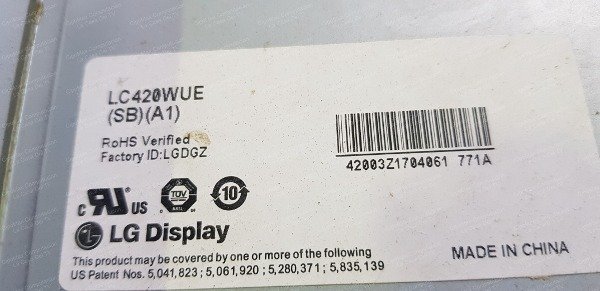 LC420WUE
(SB)(A1)
RoHS Verified
Factory ID:LGDGZ
42003Z1704061 771A
c UR US
TÜV
10
LG Display
This product may be covered by one or more of the following
US Patent Nos. 5,041,823 ; 5,061,920 ; 5,280,371 ; 5,835,139
MADE IN CHINA